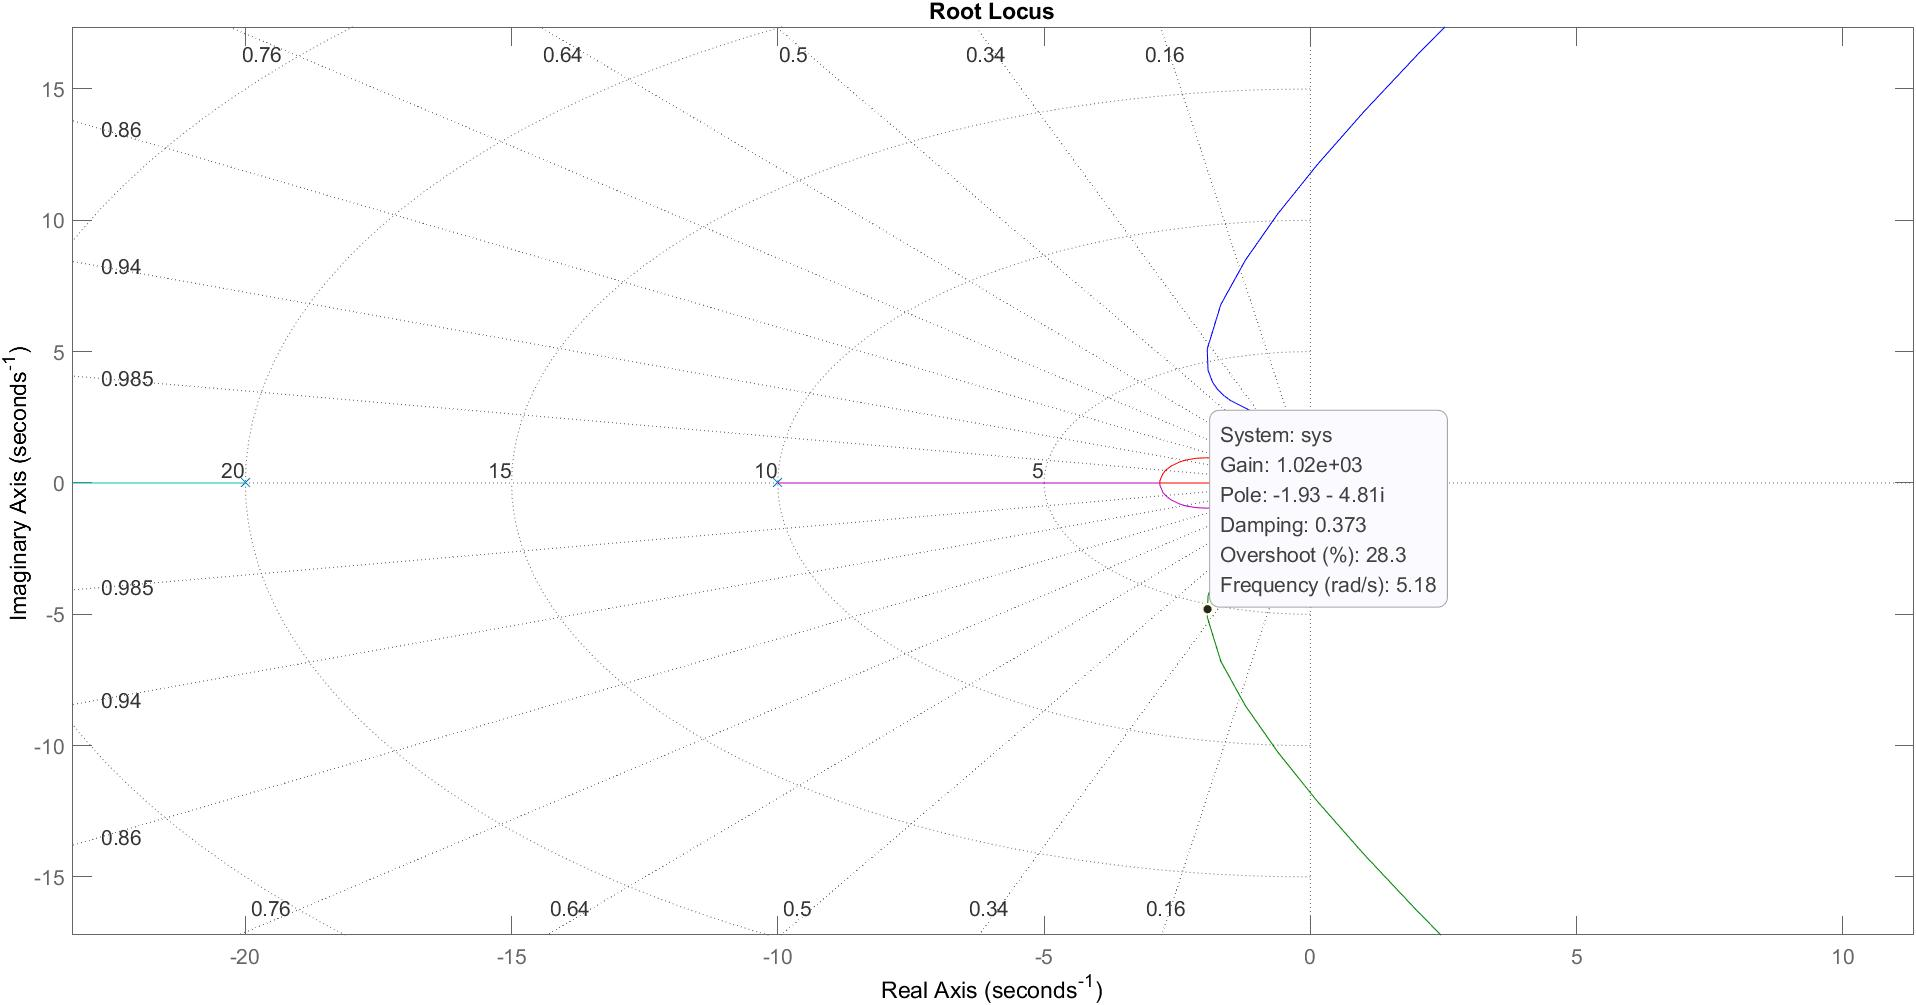 Root Locus
0.76 0.64 0.5 0.34 0.16
15
0.86
10
0.94
5
0.985
20 15 10 5
0
System: sys
Gain: 1.02e+03
Pole: -1.93 - 4.81i
Damping: 0.373
Overshoot (%): 28.3
Frequency (rad/s): 5.18
0.985
-5
0.94
-10
0.86
-15
0.76 0.64 0.5 0.34 0.16
-20 -15 -10 -5 0 5 10
Real Axis (seconds-1)
Imaginary Axis (seconds-1)